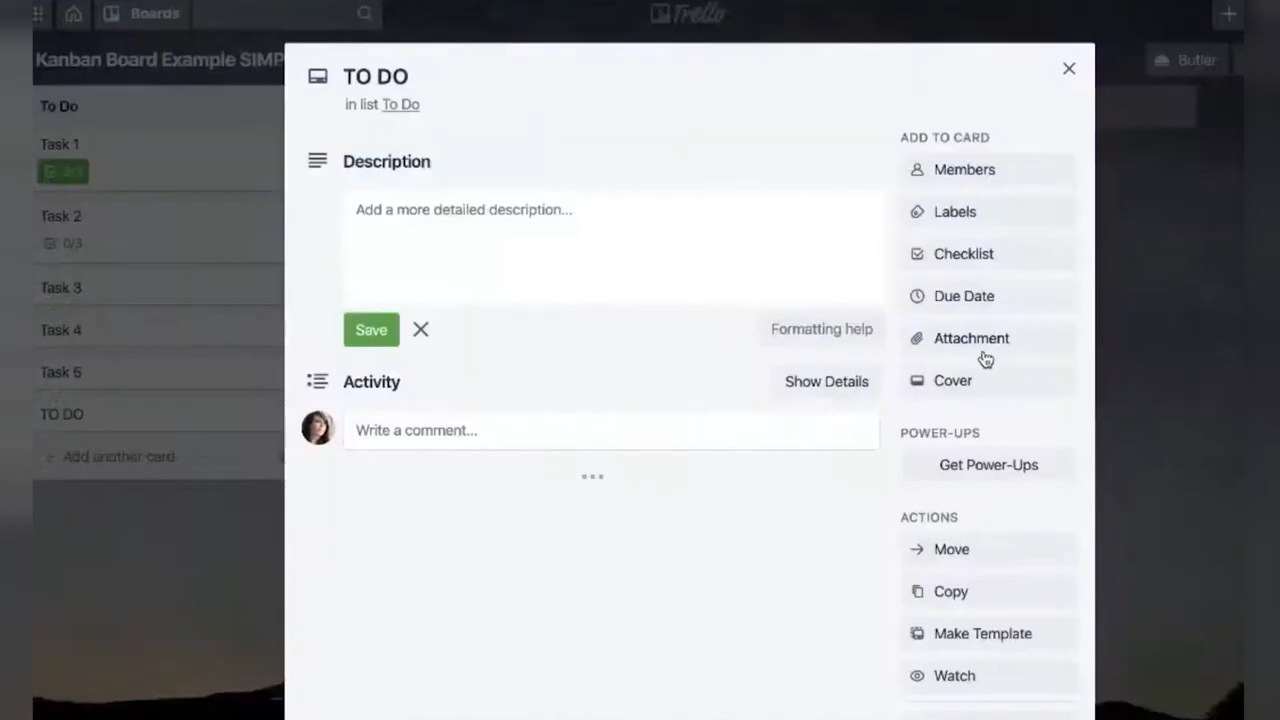 Boards
Trello
Kanban Board Example SIMP
Butler
To Do
Task 1
Task 2
0/3
Task 3
Task 4
Task 5
TO DO
Add another card
TO DO
in list To Do
Description
Add a more detailed description...
Save
Formatting help
Activity
Show Details
Write a comment...
ADD TO CARD
Members
Labels
Checklist
Due Date
Attachment
Cover
POWER-UPS
Get Power-Ups
ACTIONS
Move
Copy
Make Template
Watch